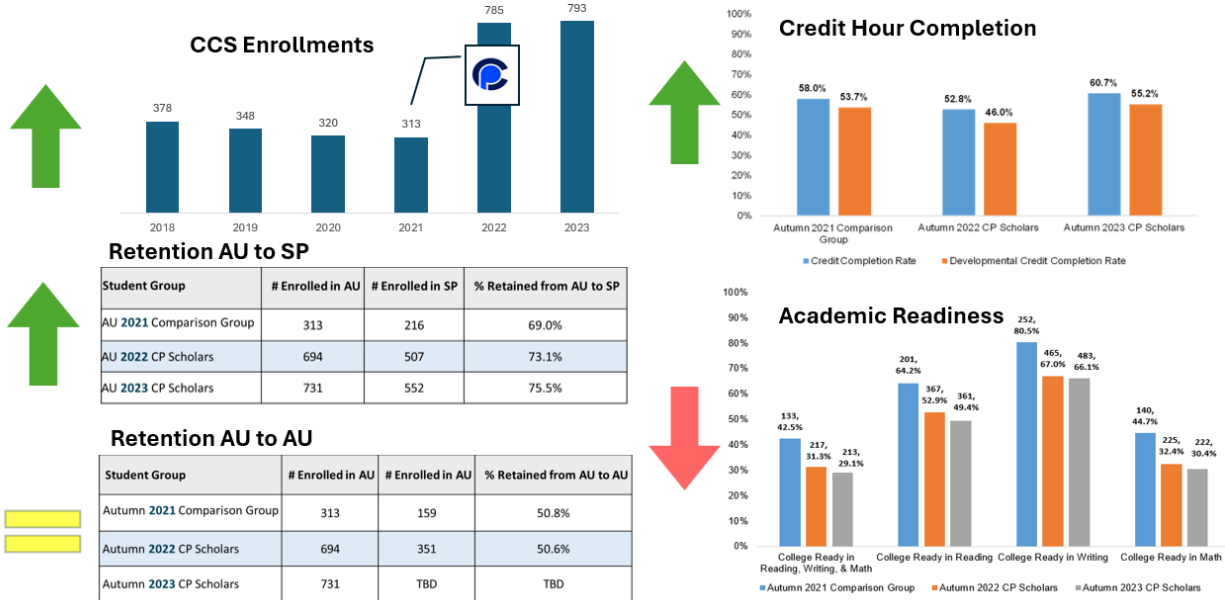 CCS Enrollments
378
348
320
313
785
793
2018 2019 2020 2021 2022 2023
Retention AU to SP
Student Group # Enrolled in AU # Enrolled in SP % Retained from AU to SP
AU 2021 Comparison Group 313 216 69.0%
AU 2022 CP Scholars 694 507 73.1%
AU 2023 CP Scholars 731 552 75.5%
Retention AU to AU
Student Group # Enrolled in AU # Enrolled in AU % Retained from AU to AU
Autumn 2021 Comparison Group 313 159 50.8%
Autumn 2022 CP Scholars 694 351 50.6%
Autumn 2023 CP Scholars 731 TBD TBD
Credit Hour Completion
100%
90%
80%
70%
60%
50%
40%
30%
20%
10%
0%
58.0% 53.7% 52.8% 46.0% 60.7% 55.2%
Autumn 2021 Comparison Autumn 2022 CP Scholars Autumn 2023 CP Scholars
Group
Credit Completion Rate Developmental Credit Completion Rate
Academic Readiness
100%
90%
80%
70%
60%
50%
40%
30%
20%
10%
0%
133,
42.5%
217,
31.3%
213,
29.1%
201,
64.2%
367,
52.9%
361,
49.4%
252,
80.5%
465,
67.0%
483,
66.1%
140,
44.7%
225,
32.4%
222,
30.4%
College Ready in College Ready in Reading College Ready in Writing College Ready in Math
Reading, Writing, & Math
Autumn 2021 Comparison Group Autumn 2022 CP Scholars Autumn 2023 CP Scholars